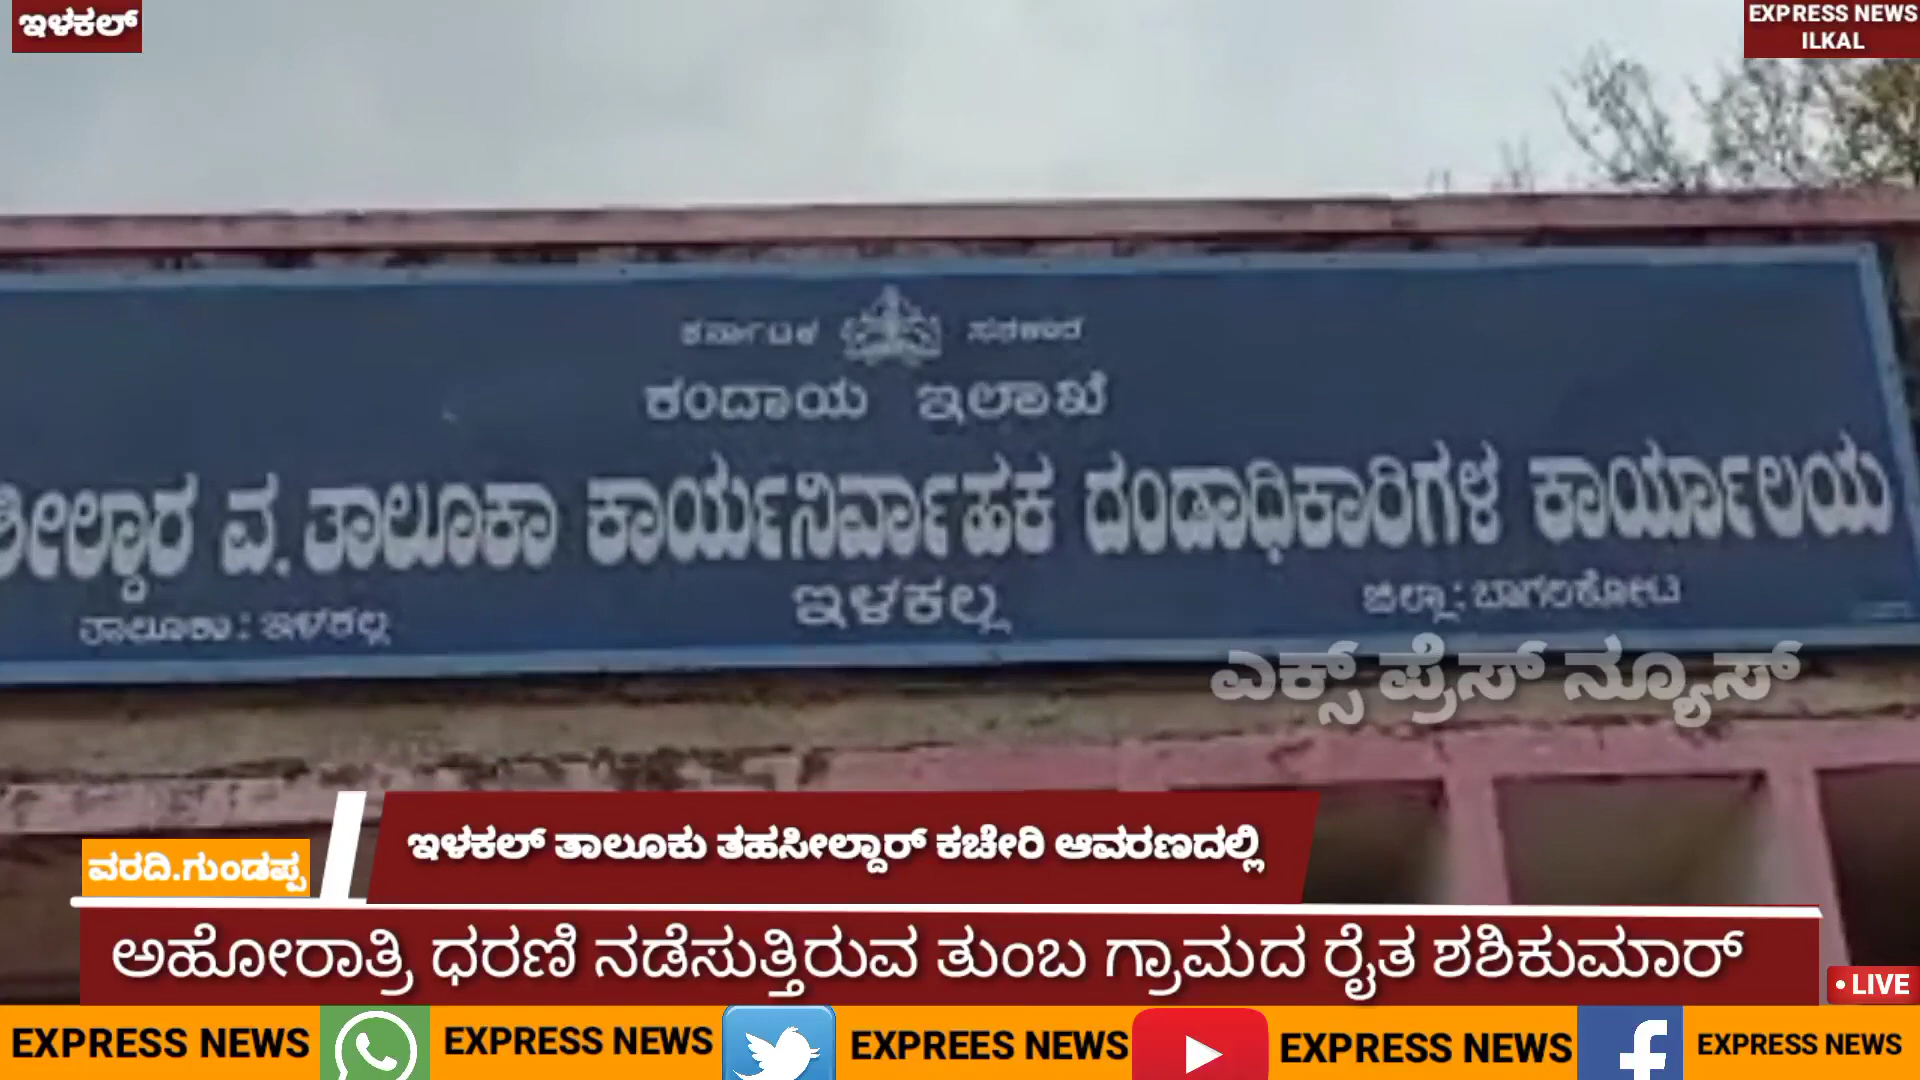 ಇಳಕಲ್
EXPRESS NEWS
ILKAL
ಕರ್ನಾಟಕ ಸರಕಾರ
ಕಂದಾಯ ಇಲಾಖೆ
ಶೀಲ್ದಾರ ವ. ತಾಲೂಕಾ ಕಾರ್ಯನಿರ್ವಾಹಕ ದಂಡಾಧಿಕಾರಿಗಳ ಕಾರ್ಯಾಲಯ
ತಾಲೂಕಾ : ಇಳಕಲ್ಲ ಇಳಕಲ್ಲ ಜಿಲ್ಲಾ : ಬಾಗಲಕೋಟ
ಎಕ್ಸ್ ಪ್ರೆಸ್ ನ್ಯೂಸ್
ಇಳಕಲ್ ತಾಲೂಕು ತಹಸೀಲ್ದಾರ್ ಕಚೇರಿ ಆವರಣದಲ್ಲಿ
ವರದಿ.ಗುಂಡಪ್ಪ
ಅಹೋರಾತ್ರಿ ಧರಣಿ ನಡೆಸುತ್ತಿರುವ ತುಂಬ ಗ್ರಾಮದ ರೈತ ಶಶಿಕುಮಾರ್
• LIVE
EXPRESS NEWS EXPRESS NEWS EXPREES NEWS EXPRESS NEWS EXPRESS NEWS